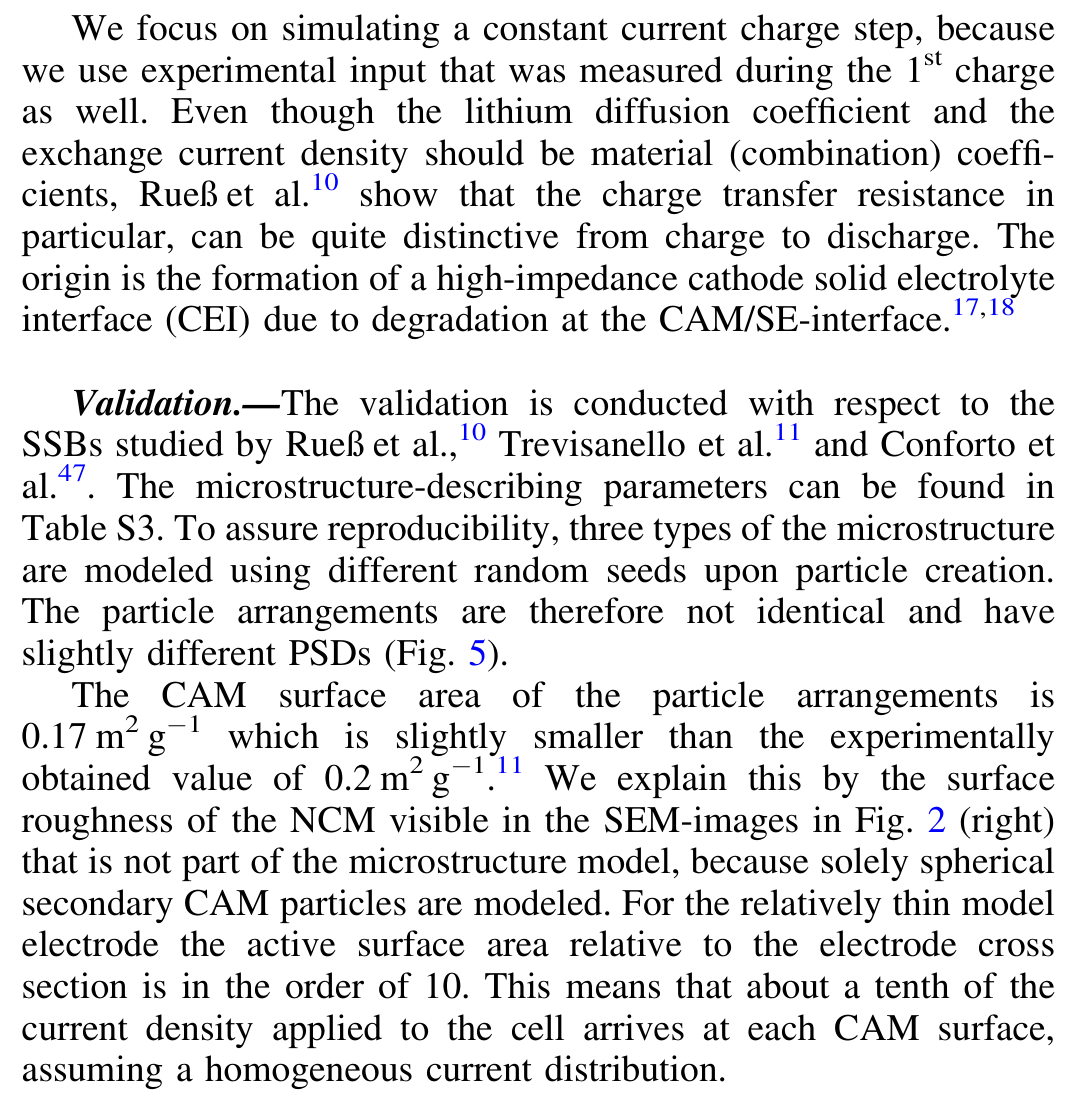 We focus on simulating a constant current charge step, because
we use experimental input that was measured during the 1st charge
as well. Even though the lithium diffusion coefficient and the
exchange current density should be material (combination) coeffi-
cients, Rueß et al.10 show that the charge transfer resistance in
particular, can be quite distinctive from charge to discharge. The
origin is the formation of a high-impedance cathode solid electrolyte
interface (CEI) due to degradation at the CAM/SE-interface.17,18
Validation.—The validation is conducted with respect to the
SSBs studied by Rueß et al.,10 Trevisanello et al.11 and Conforto et
al.47. The microstructure-describing parameters can be found in
Table S3. To assure reproducibility, three types of the microstructure
are modeled using different random seeds upon particle creation.
The particle arrangements are therefore not identical and have
slightly different PSDs (Fig. 5).
The CAM surface area of the particle arrangements is
0.17 m2 g−1 which is slightly smaller than the experimentally
obtained value of 0.2 m2 g−1.11 We explain this by the surface
roughness of the NCM visible in the SEM-images in Fig. 2 (right)
that is not part of the microstructure model, because solely spherical
secondary CAM particles are modeled. For the relatively thin model
electrode the active surface area relative to the electrode cross
section is in the order of 10. This means that about a tenth of the
current density applied to the cell arrives at each CAM surface,
assuming a homogeneous current distribution.